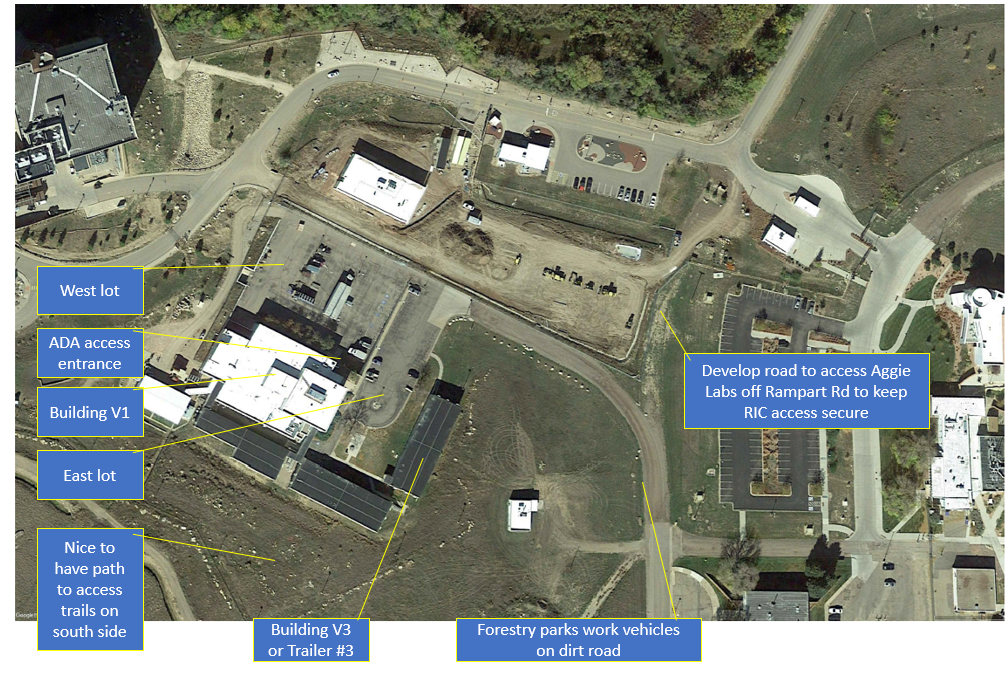 West lot
ADA access
entrance
Building V1
East lot
Nice to
have path
to access
trails on
south side
Building V3
or Trailer #3
Forestry parks work vehicles
on dirt road
Develop road to access Aggie
Labs off Rampart Rd to keep
RIC access secure